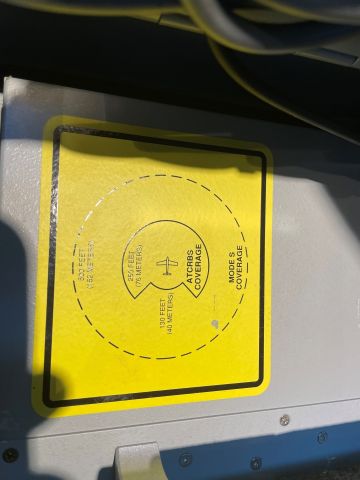 500 FEET
(152 METERS)
250 FEET
(76 METERS)
ATCRBS
COVERAGE
MODE S
COVERAGE
130 FEET
(40 METERS)